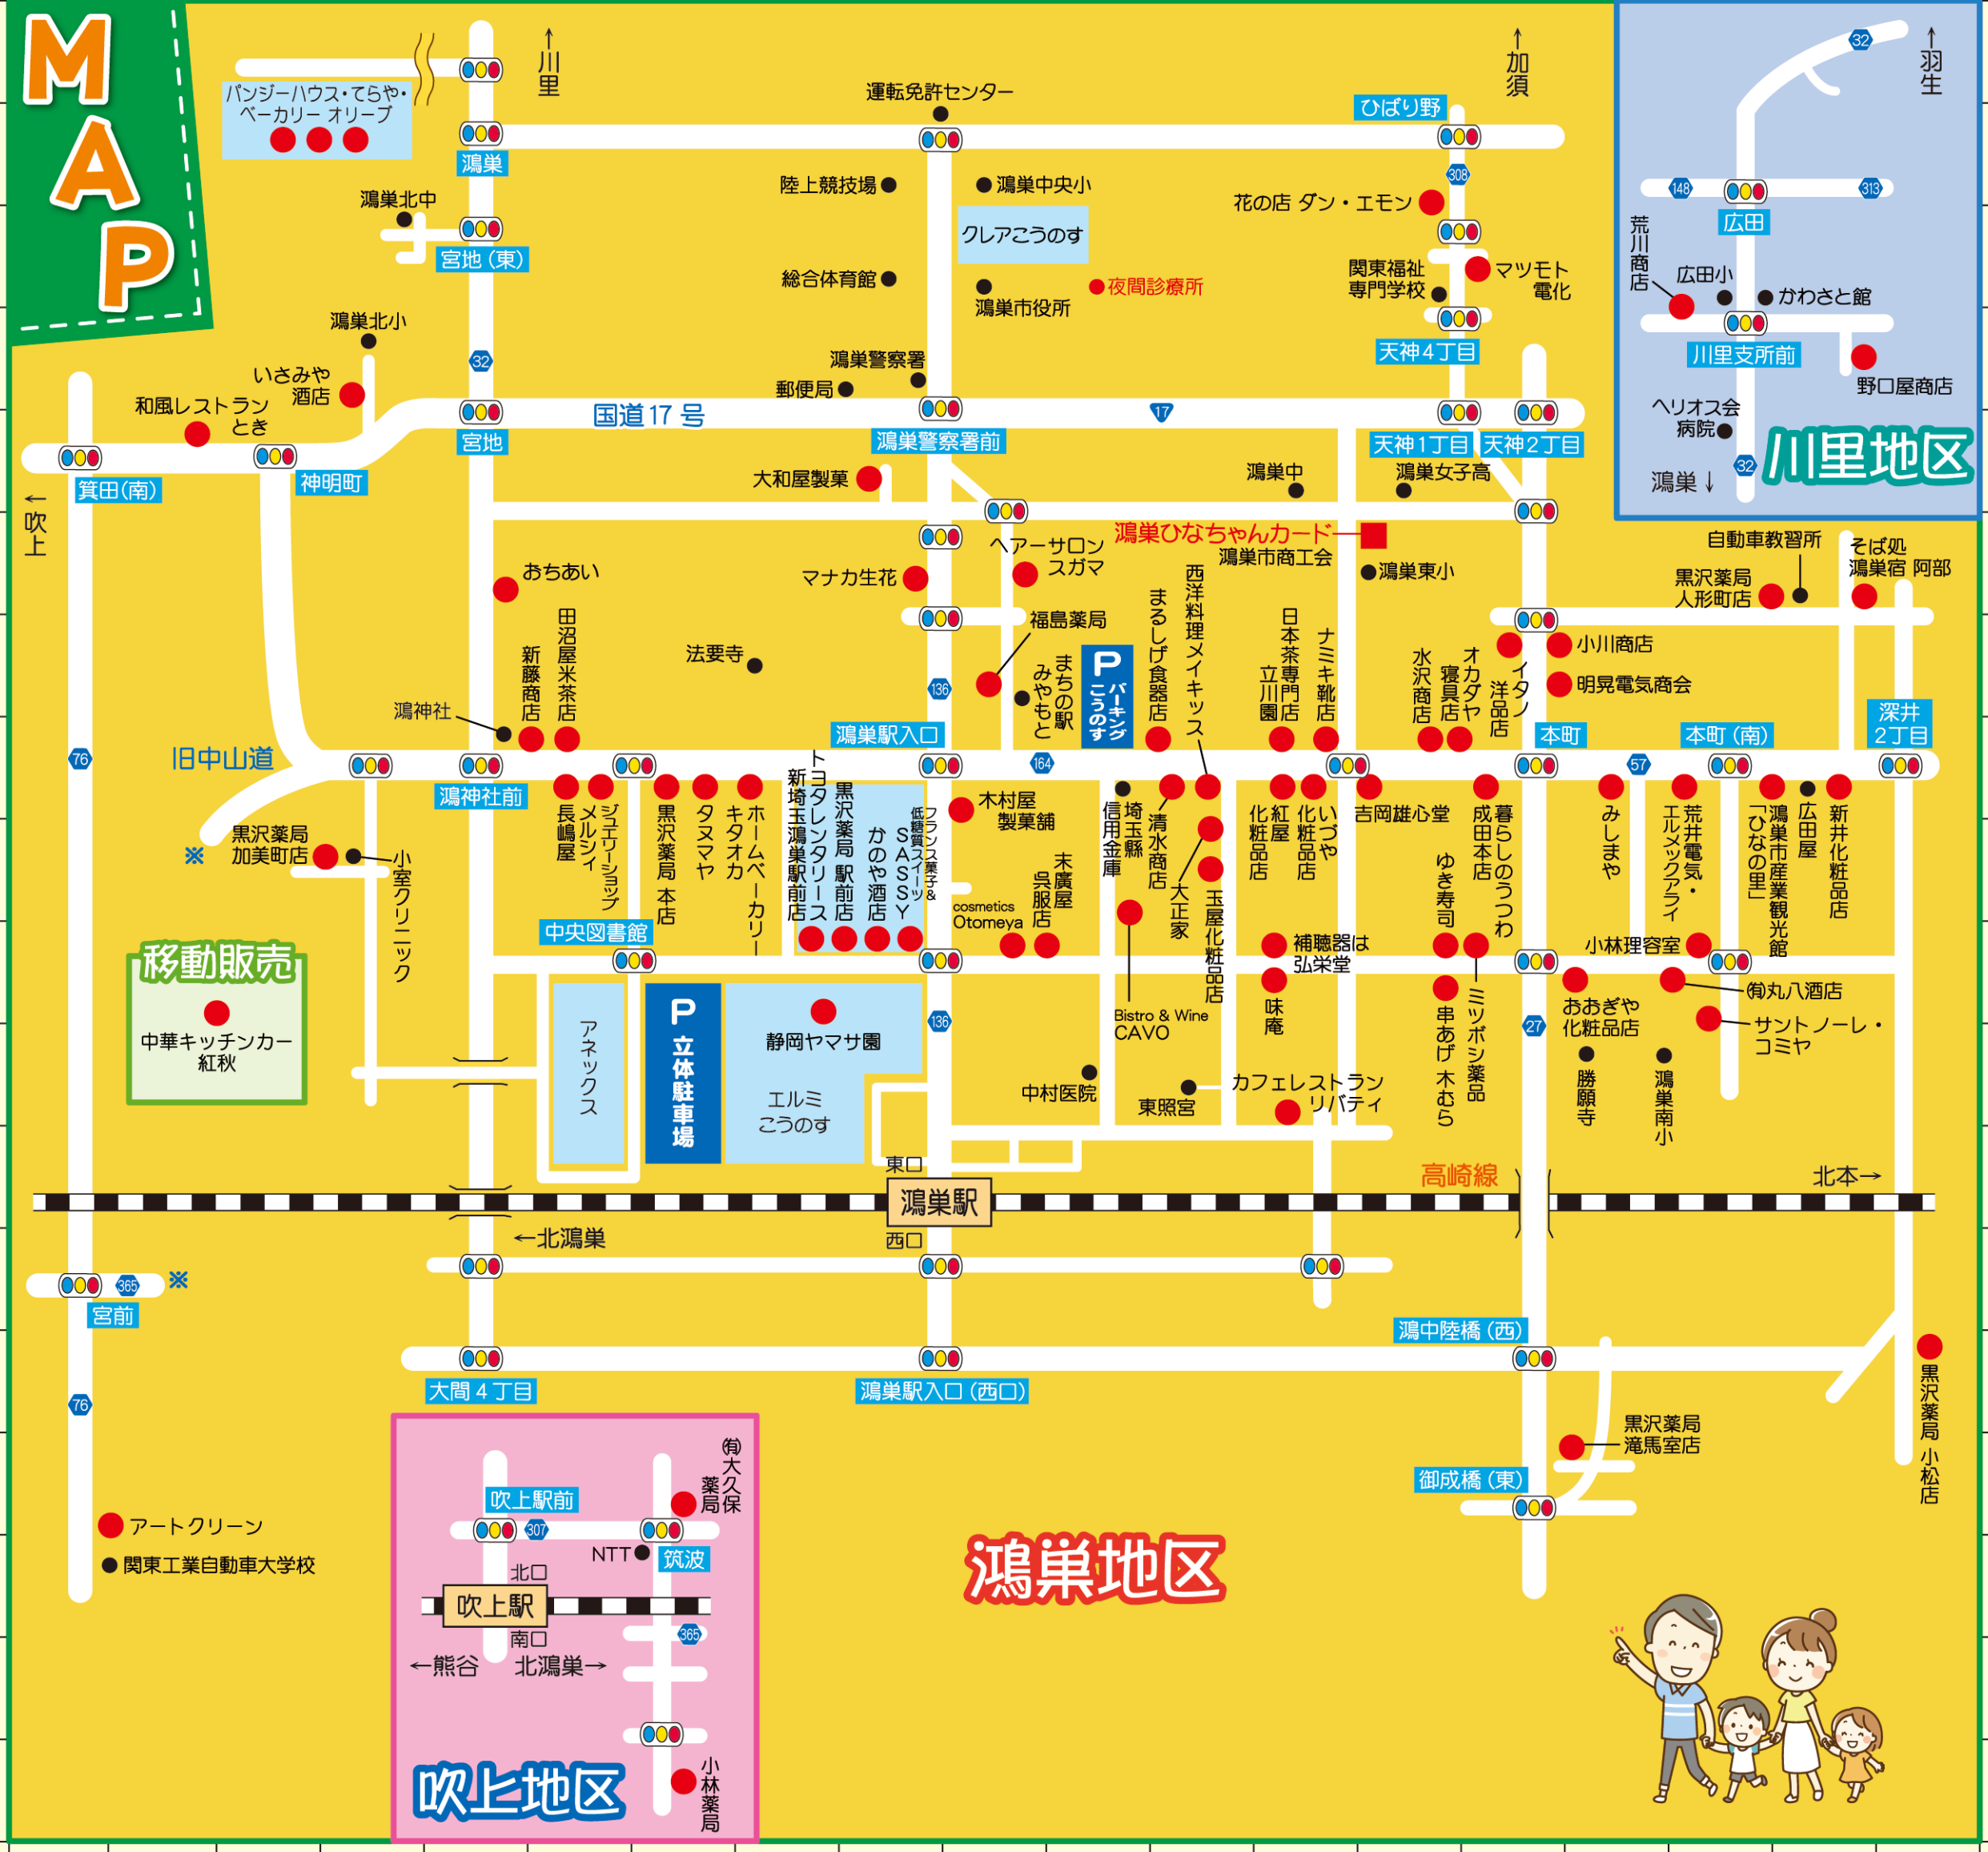 MAP
パンジーハウス・てらや・
ベーカリー オリーブ
↑川里
鴻巣
鴻巣北中
宮地（東）
鴻巣北小
いさみや
酒店
和風レストラン
とき
32
宮地
国道17号
箕田(南)
神明町
←吹上
運転免許センター
陸上競技場
鴻巣中央小
クレアこうのす
総合体育館
鴻巣市役所
夜間診療所
鴻巣警察署
郵便局
鴻巣警察署前
17
↑加須
ひばり野
308
花の店 ダン・エモン
関東福祉
専門学校
マツモト
電化
天神4丁目
天神1丁目
天神2丁目
↑羽生
32
148
313
広田
荒川商店
広田小
かわさと館
川里支所前
野口屋商店
ヘリオス会
病院
32
鴻巣↓
川里地区
大和屋製菓
鴻巣中
鴻巣女子高
鴻巣ひなちゃんカード
鴻巣市商工会
鴻巣東小
おちあい
マナカ生花
ヘアーサロン
スガマ
福島薬局
まちの駅
みやもと
P
パーキング
こうのす
まるしげ食器店
西洋料理メイキッス
日本茶専門店
立川園
ナミキ靴店
水沢商店
オカダヤ
寝具店
イタノ
洋品店
小川商店
明晃電気商会
自動車教習所
黒沢薬局
人形町店
そば処
鴻巣宿 阿部
新藤商店
田沼屋米茶店
法要寺
鴻神社
136
鴻巣駅入口
164
本町
57
本町（南）
深井
2丁目
76
旧中山道
鴻神社前
黒沢薬局
加美町店
※
小室クリニック
長嶋屋
ジュエリーショップ
メルシィ
黒沢薬局 本店
タヌマヤ
ホームベーカリー
キタオカ
トヨタレンタリース
新埼玉鴻巣駅前店
黒沢薬局 駅前店
かのや酒店
フランス菓子&
低糖質スイーツ
SASSY
木村屋
製菓舗
cosmetics
Otomeya
末廣屋
呉服店
埼玉縣
信用金庫
清水商店
大正家
玉屋化粧品店
Bistro & Wine
CAVO
紅屋
化粧品店
いづや
化粧品店
吉岡雄心堂
補聴器は
弘栄堂
味庵
暮らしのうつわ
成田本店
ゆき寿司
串あげ 木むら
ミツボシ薬品
みしまや
荒井電気・
エルメックアライ
鴻巣市産業観光館
「ひなの里」
広田屋
新井化粧品店
小林理容室
㈲丸八酒店
おおぎや
化粧品店
サントノーレ・
コミヤ
勝願寺
鴻巣南小
27
中央図書館
移動販売
中華キッチンカー
紅秋
アネックス
P
立体駐車場
静岡ヤマサ園
エルミ
こうのす
136
中村医院
東照宮
カフェレストラン
リバティ
東口
鴻巣駅
西口
高崎線
北本→
←北鴻巣
365
※
宮前
76
大間4丁目
鴻巣駅入口（西口）
鴻中陸橋（西）
黒沢薬局
滝馬室店
御成橋（東）
黒沢薬局 小松店
アートクリーン
関東工業自動車大学校
㈲大久保
薬局
吹上駅前
307
NTT
筑波
北口
吹上駅
南口
365
←熊谷
北鴻巣→
小林薬局
吹上地区
鴻巣地区